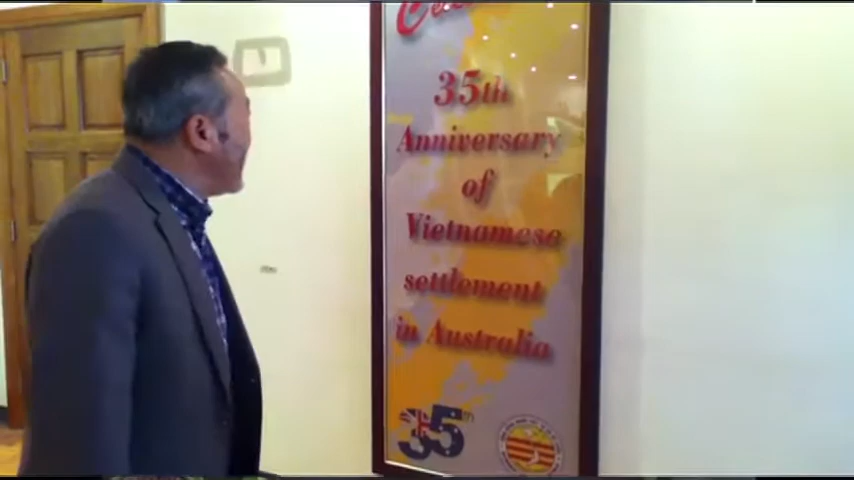 35th
Anniversary
of
Vietnamese
settlement
in Australia
35th